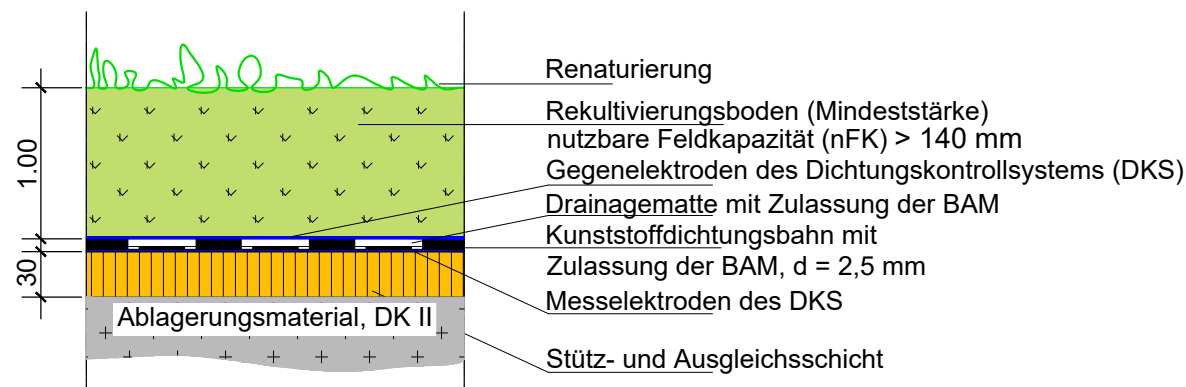 Renaturierung
Rekultivierungsboden (Mindeststärke)
nutzbare Feldkapazität (nFK) > 140 mm
Gegenelektroden des Dichtungskontrollsystems (DKS)
Drainagematte mit Zulassung der BAM
Kunststoffdichtungsbahn mit
Zulassung der BAM, d = 2,5 mm
Messelektroden des DKS
Stütz- und Ausgleichsschicht
1.00
30
Ablagerungsmaterial, DK II